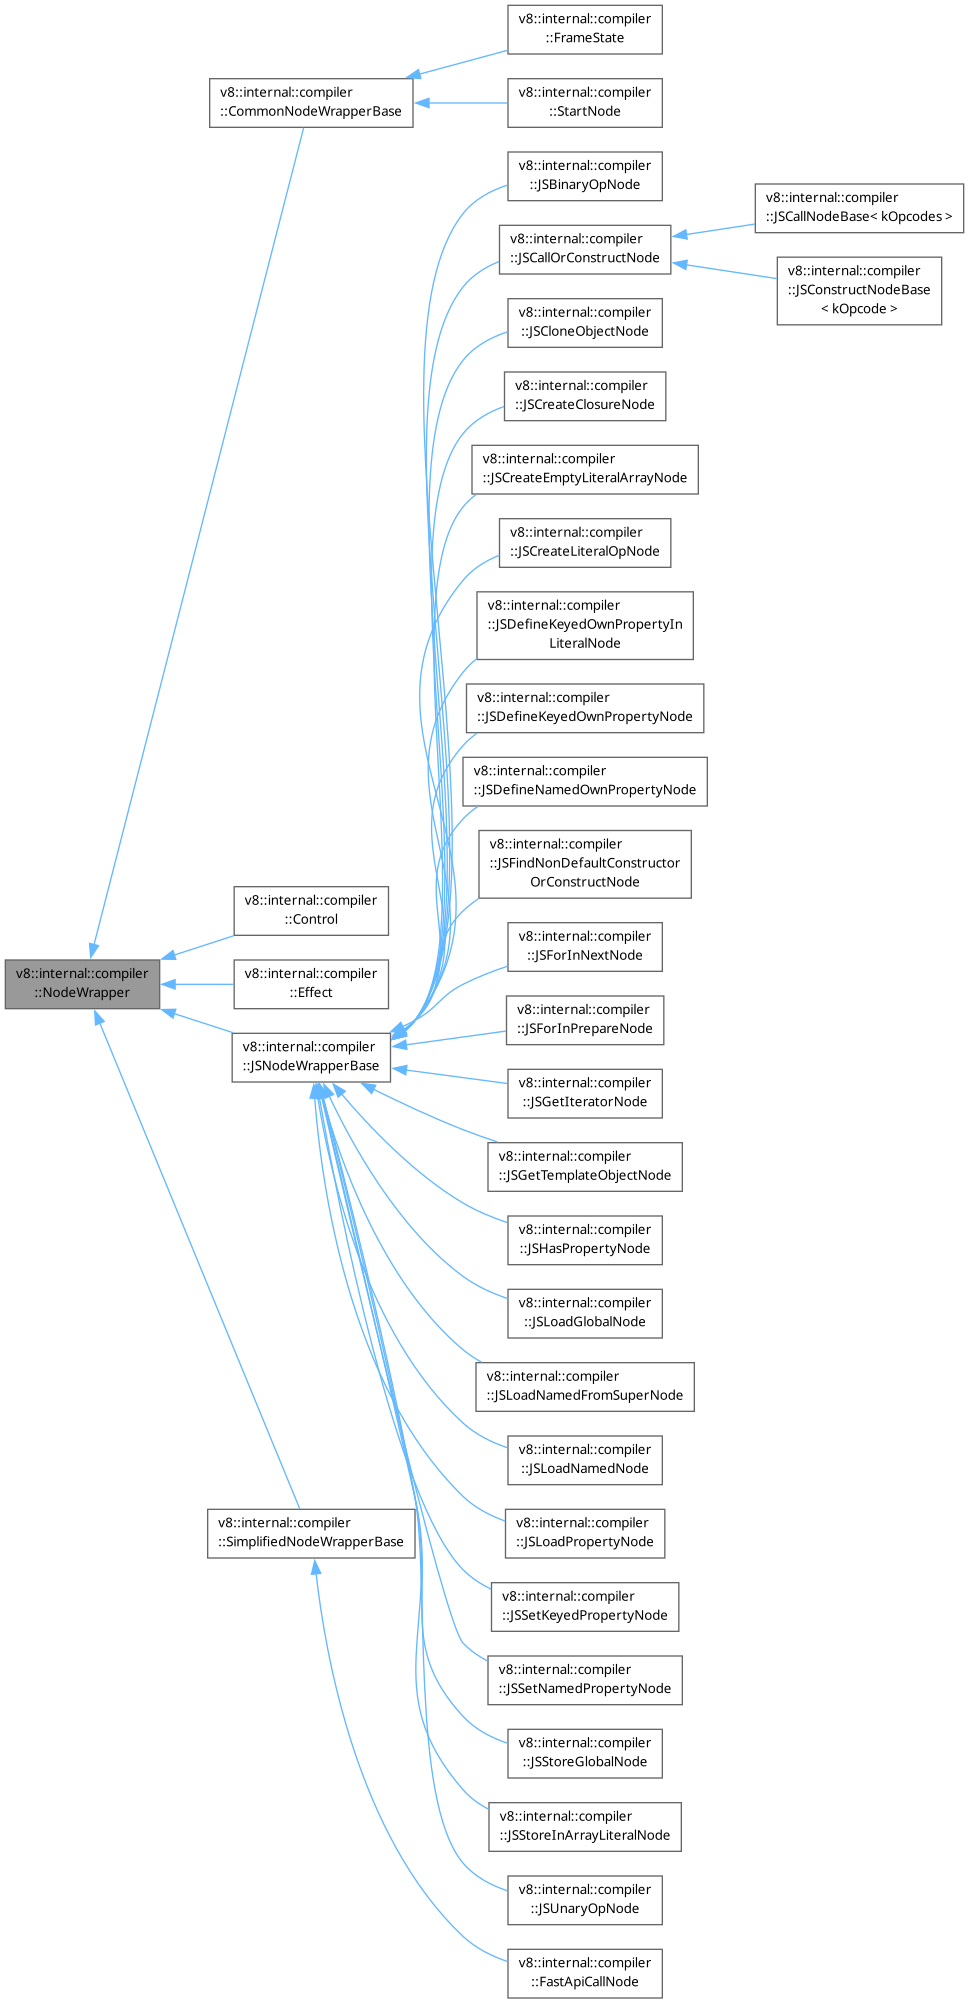 v8::internal::compiler
::FrameState
v8::internal::compiler
::CommonNodeWrapperBase
v8::internal::compiler
::StartNode
v8::internal::compiler
::JSBinaryOpNode
v8::internal::compiler
::JSCallNodeBase< kOpcodes >
v8::internal::compiler
::JSCallOrConstructNode
v8::internal::compiler
::JSConstructNodeBase
< kOpcode >
v8::internal::compiler
::JSCloneObjectNode
v8::internal::compiler
::JSCreateClosureNode
v8::internal::compiler
::JSCreateEmptyLiteralArrayNode
v8::internal::compiler
::JSCreateLiteralOpNode
v8::internal::compiler
::JSDefineKeyedOwnPropertyIn
LiteralNode
v8::internal::compiler
::JSDefineKeyedOwnPropertyNode
v8::internal::compiler
::JSDefineNamedOwnPropertyNode
v8::internal::compiler
::JSFindNonDefaultConstructor
OrConstructNode
v8::internal::compiler
::Control
v8::internal::compiler
::JSForInNextNode
v8::internal::compiler
::NodeWrapper
v8::internal::compiler
::Effect
v8::internal::compiler
::JSForInPrepareNode
v8::internal::compiler
::JSNodeWrapperBase
v8::internal::compiler
::JSGetIteratorNode
v8::internal::compiler
::JSGetTemplateObjectNode
v8::internal::compiler
::JSHasPropertyNode
v8::internal::compiler
::JSLoadGlobalNode
v8::internal::compiler
::JSLoadNamedFromSuperNode
v8::internal::compiler
::JSLoadNamedNode
v8::internal::compiler
::SimplifiedNodeWrapperBase
v8::internal::compiler
::JSLoadPropertyNode
v8::internal::compiler
::JSSetKeyedPropertyNode
v8::internal::compiler
::JSSetNamedPropertyNode
v8::internal::compiler
::JSStoreGlobalNode
v8::internal::compiler
::JSStoreInArrayLiteralNode
v8::internal::compiler
::JSUnaryOpNode
v8::internal::compiler
::FastApiCallNode